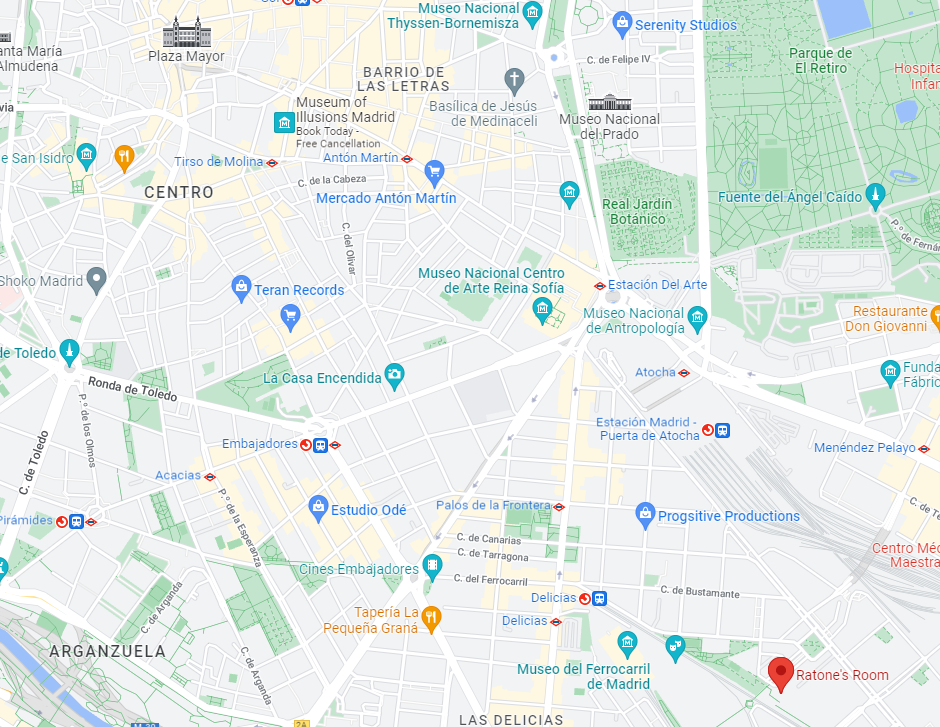 Museo Nacional
Thyssen-Bornemisza
Serenity Studios
Plaza Mayor
C. de Felipe IV
Parque de
El Retiro
anta María
Almudena
BARRIO DE
LAS LETRAS
Hospita
Infan
Museum of
Illusions Madrid
Book Today -
Free Cancellation
Basílica de Jesús
de Medinaceli
Museo Nacional
del Prado
via
e San Isidro
Tirso de Molina
Antón Martín
C. de la Cabeza
CENTRO
Mercado Antón Martín
Real Jardín
Botánico
Fuente del Ángel Caído
P.º de Fernán
C. del Olivar
Shoko Madrid
Teran Records
Museo Nacional Centro
de Arte Reina Sofía
Estación Del Arte
Museo Nacional
de Antropología
Restaurante
Don Giovanni
de Toledo
La Casa Encendida
Atocha
Funda
Fábric
Ronda de Toledo
P.º de los Olmos
Estación Madrid -
Puerta de Atocha
Embajadores
Menéndez Pelayo
C. de Toledo
Acacias
P.º de la Esperanza
Pirámides
Estudio Odé
Palos de la Frontera
Progsitive Productions
C. de Te
C. de Canarias
C. de Tarragona
Centro Méd
Maestra
Cines Embajadores
C. del Ferrocarril
C. de Bustamante
C. de Arganda
Delicias
Tapería La
Pequeña Graná
Delicias
ARGANZUELA
C. de Arganda
Museo del Ferrocarril
de Madrid
Ratone's Room
LAS DELICIAS
2A
M-30